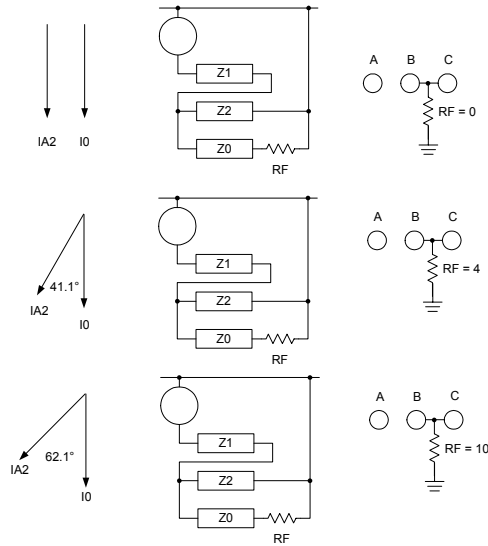 IA2 I0
Z1
Z2
Z0
RF
A B C
RF = 0
41.1°
IA2
I0
Z1
Z2
Z0
RF
A B C
RF = 4
62.1°
IA2
I0
Z1
Z2
Z0
RF
A B C
RF = 10